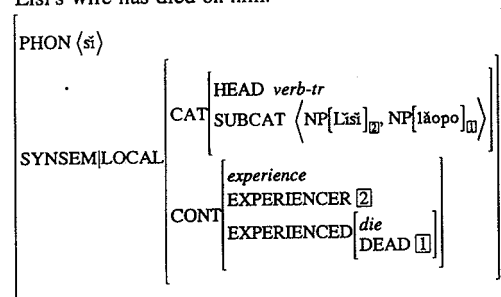 Lisi's wife has died on him.
PHON ⟨sǐ⟩
HEAD verb-tr
CAT SUBCAT ⟨NP[Lǐsì]2, NP[lǎopo]1⟩
SYNSEM|LOCAL
experience
EXPERIENCER 2
CONT EXPERIENCED die
DEAD 1